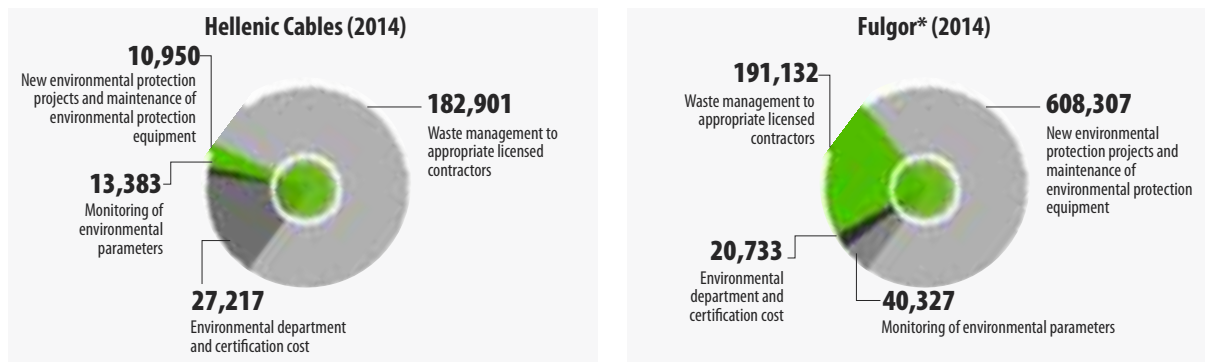 Hellenic Cables (2014)
10,950
New environmental protection
projects and maintenance of
environmental protection
equipment
182,901
Waste management to
appropriate licensed
contractors
13,383
Monitoring of
environmental
parameters
27,217
Environmental department
and certification cost
Fulgor* (2014)
191,132
Waste management to
appropriate licensed
contractors
608,307
New environmental
protection projects and
maintenance of
environmental protection
equipment
20,733
Environmental
department and
certification cost
40,327
Monitoring of environmental parameters